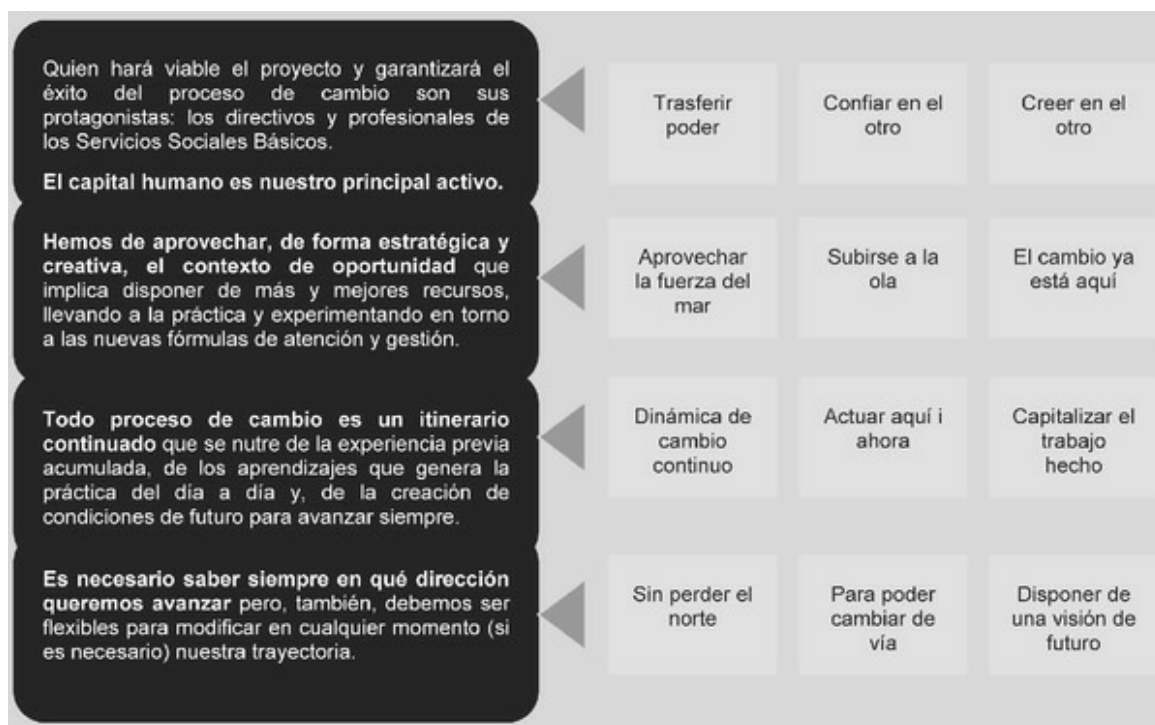 Quien hará viable el proyecto y garantizará el
éxito del proceso de cambio son sus
protagonistas: los directivos y profesionales de
los Servicios Sociales Básicos.
El capital humano es nuestro principal activo.
Trasferir
poder
Confiar en el
otro
Creer en el
otro
Hemos de aprovechar, de forma estratégica y
creativa, el contexto de oportunidad que
implica disponer de más y mejores recursos,
llevando a la práctica y experimentando en torno
a las nuevas fórmulas de atención y gestión.
Aprovechar
la fuerza del
mar
Subirse a la
ola
El cambio ya
está aquí
Todo proceso de cambio es un itinerario
continuado que se nutre de la experiencia previa
acumulada, de los aprendizajes que genera la
práctica del día a día y, de la creación de
condiciones de futuro para avanzar siempre.
Dinámica de
cambio
continuo
Actuar aquí i
ahora
Capitalizar el
trabajo
hecho
Es necesario saber siempre en qué dirección
queremos avanzar pero, también, debemos ser
flexibles para modificar en cualquier momento (si
es necesario) nuestra trayectoria.
Sin perder el
norte
Para poder
cambiar de
vía
Disponer de
una visión de
futuro